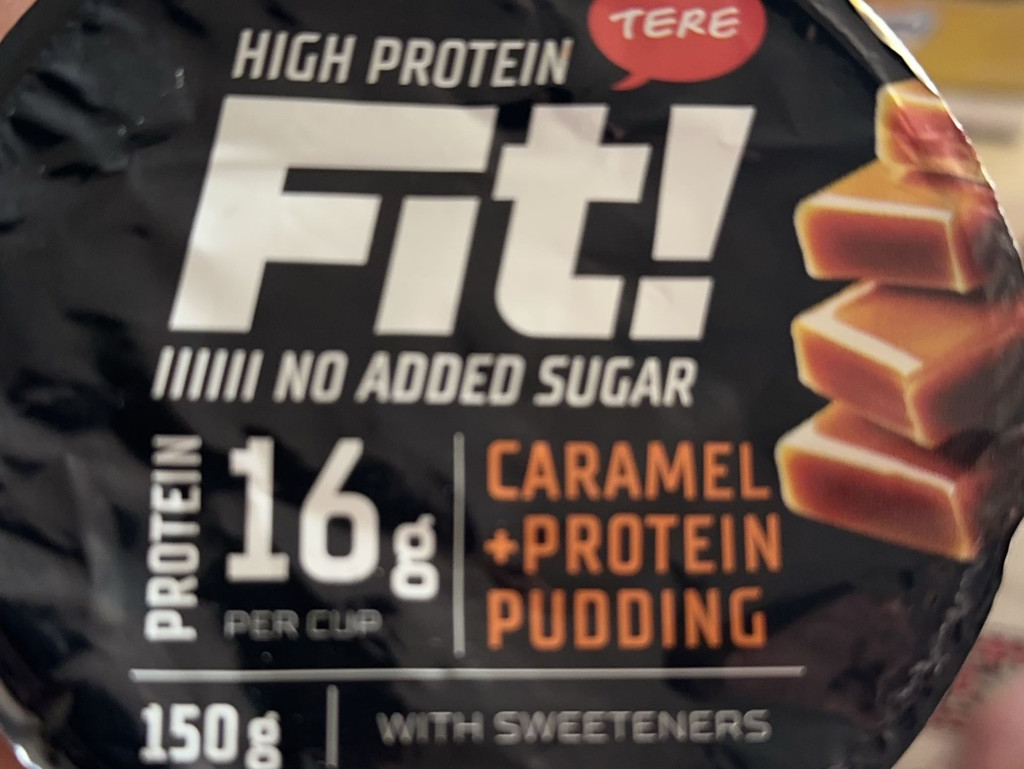 TERE
HIGH PROTEIN
Fit!
////// NO ADDED SUGAR
PROTEIN
16g
PER CUP
CARAMEL
+PROTEIN
PUDDING
150g
WITH SWEETENERS